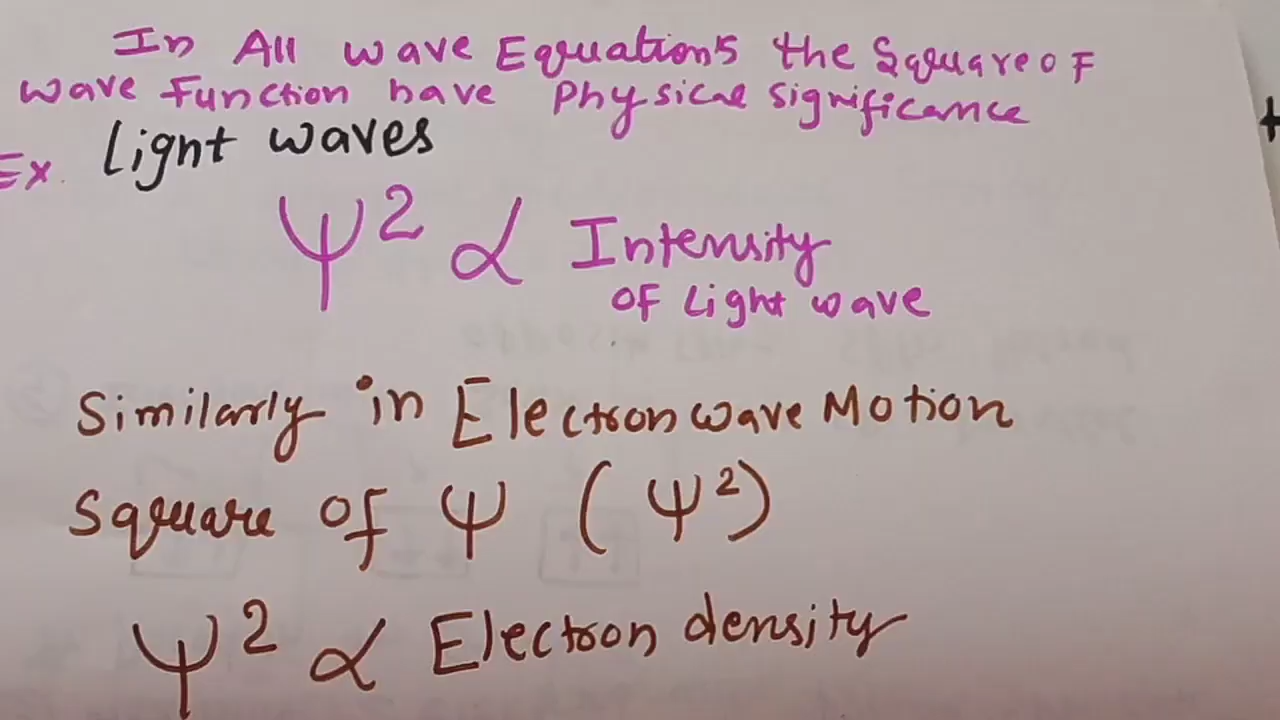 In All wave Equations the Square of
wave Function have Physical significance
Ex. Light waves
Ψ² ∝ Intensity
of Light wave
Similarly in Electron wave Motion
Square of Ψ (Ψ²)
Ψ² ∝ Electron density